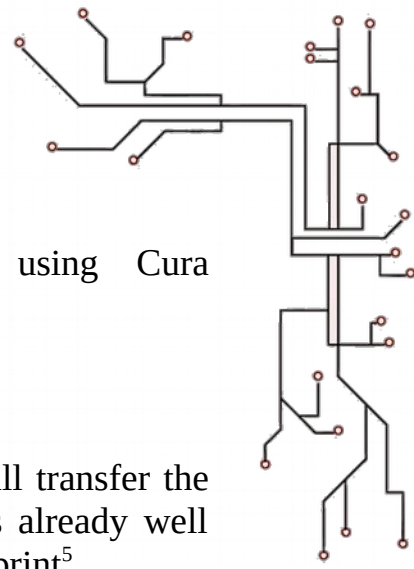 using Cura
ll transfer the
already well
print⁵